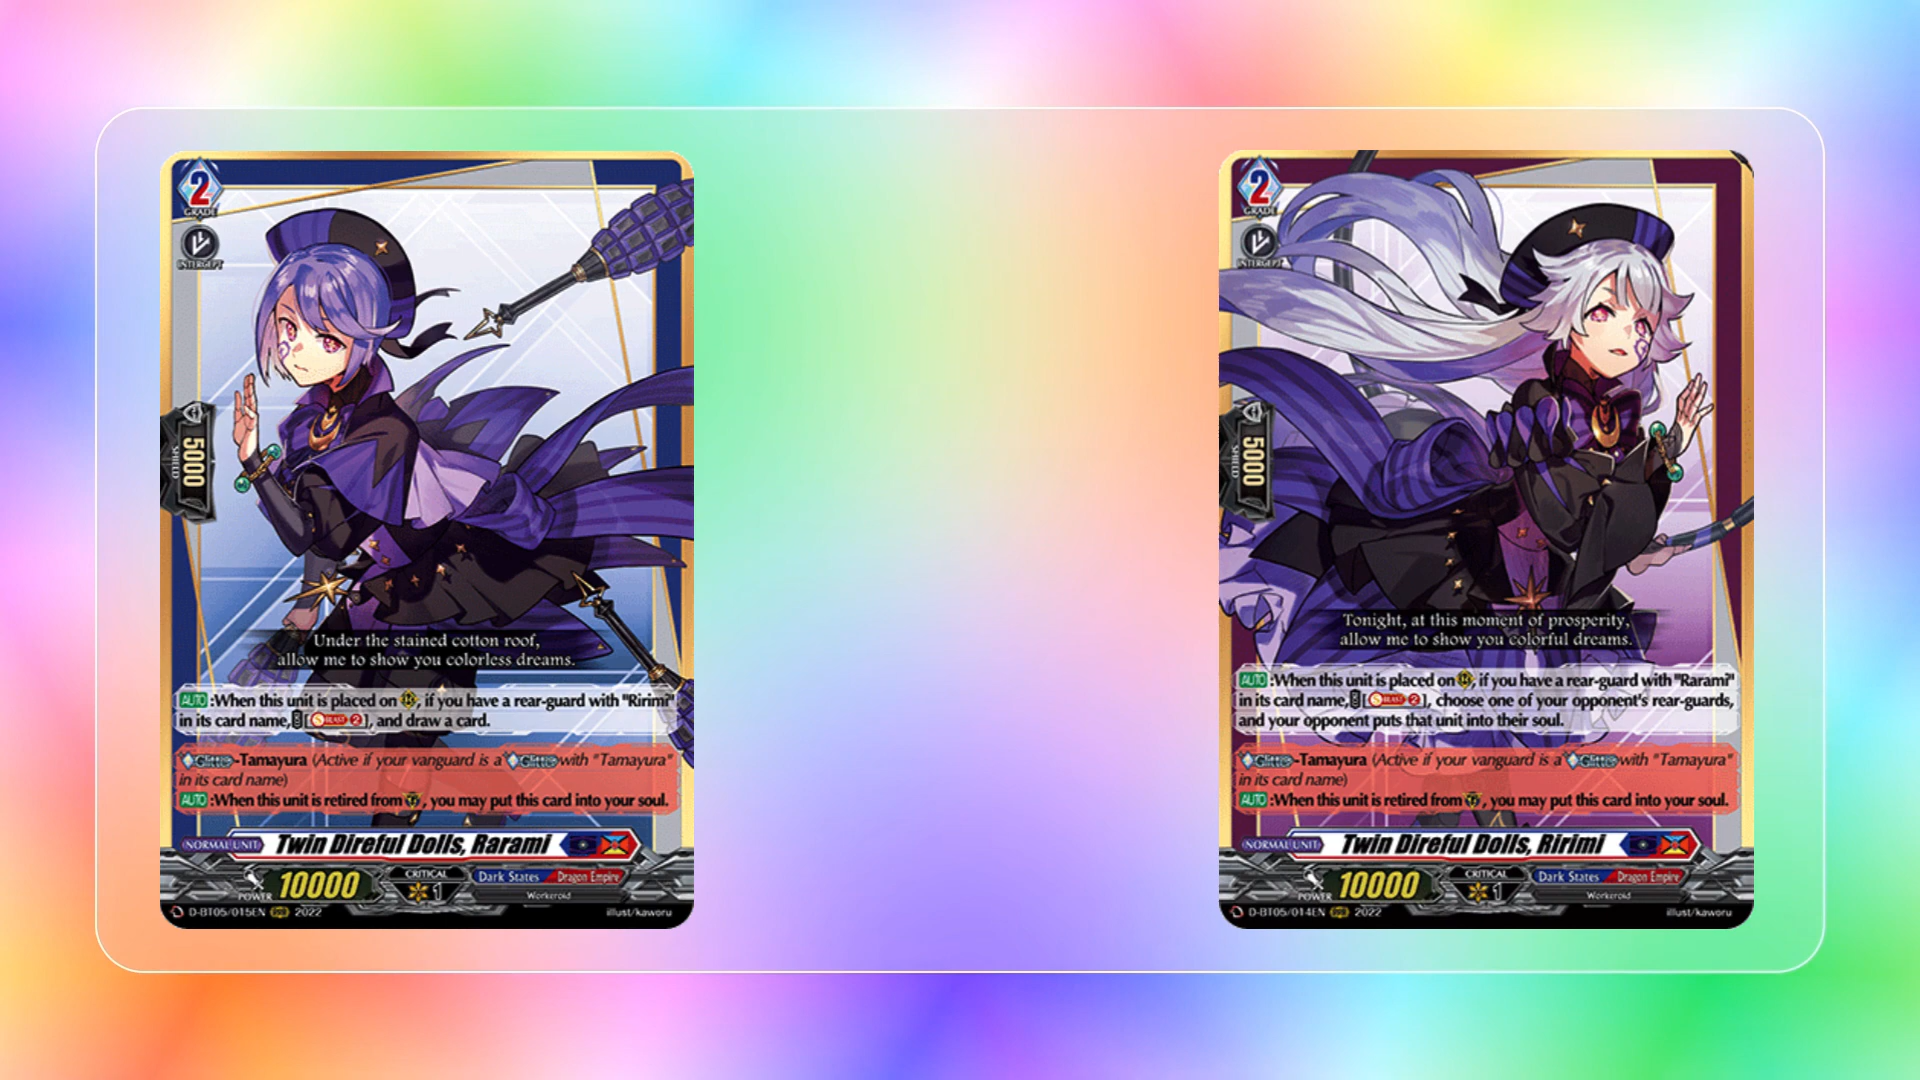 2
GRADE
INTERCEPT
5000
SHIELD
Under the stained cotton roof,
allow me to show you colorless dreams.
AUTO:When this unit is placed on , if you have a rear-guard with "Ririmi"
in its card name, [ BLAST 2], and draw a card.
-Tamayura (Active if your vanguard is a with "Tamayura"
in its card name)
AUTO:When this unit is retired from , you may put this card into your soul.
NORMAL UNIT Twin Direful Dolls, Rarami
POWER 10000 CRITICAL 1 Dark States Dragon Empire
Workeroid
D-BT05/015EN RRR 2022 illust/kaworu
2
GRADE
INTERCEPT
5000
SHIELD
Tonight, at this moment of prosperity,
allow me to show you colorful dreams.
AUTO:When this unit is placed on , if you have a rear-guard with "Rarami"
in its card name, [ BLAST 2], choose one of your opponent's rear-guards,
and your opponent puts that unit into their soul.
-Tamayura (Active if your vanguard is a with "Tamayura"
in its card name)
AUTO:When this unit is retired from , you may put this card into your soul.
NORMAL UNIT Twin Direful Dolls, Ririmi
POWER 10000 CRITICAL 1 Dark States Dragon Empire
Workeroid
D-BT05/014EN RRR 2022 illust/kaworu